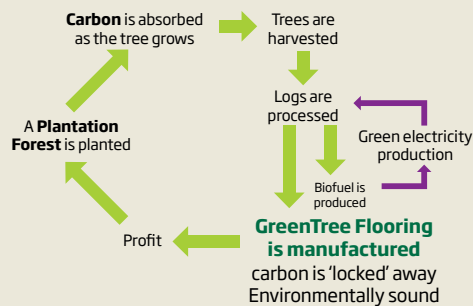 Carbon is absorbed
as the tree grows
Trees are
harvested
Logs are
processed
Green electricity
production
Biofuel is
produced
GreenTree Flooring
is manufactured
carbon is ‘locked’ away
Environmentally sound
Profit
A Plantation
Forest is planted